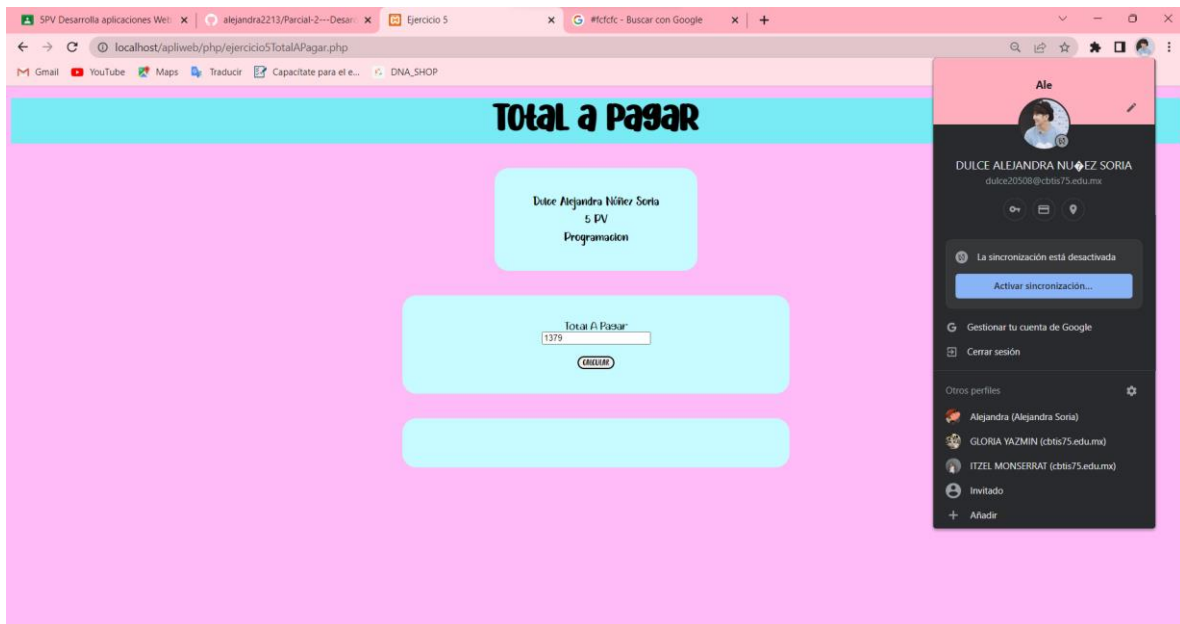 5PV Desarrolla aplicaciones Web
alejandra2213/Parcial-2---Desarr
Ejercicio 5
#fcfcfc - Buscar con Google
localhost/apliweb/php/ejercicio5TotalAPagar.php
Gmail YouTube Maps Traducir Capacítate para el e... DNA_SHOP
Total a Pagar
Dulce Alejandra Núñez Soria
5 PV
Programacion
Total A Pagar
1379
CALCULAR
Ale
DULCE ALEJANDRA NU�EZ SORIA
dulce20508@cbtis75.edu.mx
La sincronización está desactivada
Activar sincronización...
Gestionar tu cuenta de Google
Cerrar sesión
Otros perfiles
Alejandra (Alejandra Soria)
GLORIA YAZMIN (cbtis75.edu.mx)
ITZEL MONSERRAT (cbtis75.edu.mx)
Invitado
Añadir